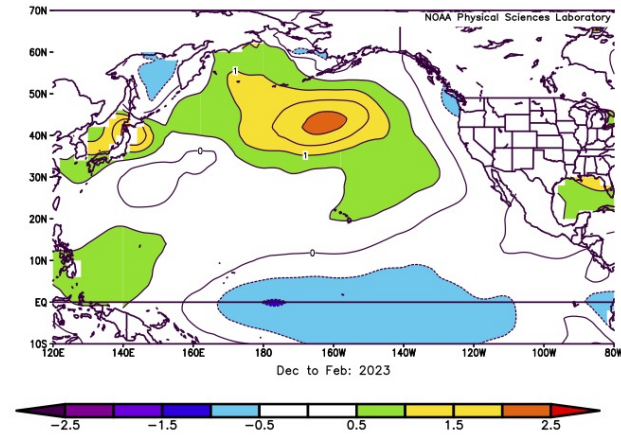 NOAA Physical Sciences Laboratory
70N
60N
50N
40N
30N
20N
10N
EQ
10S
1
1
0
0
120E 140E 160E 180 160W 140W 120W 100W 80W
Dec to Feb: 2023
-2.5 -1.5 -0.5 0.5 1.5 2.5